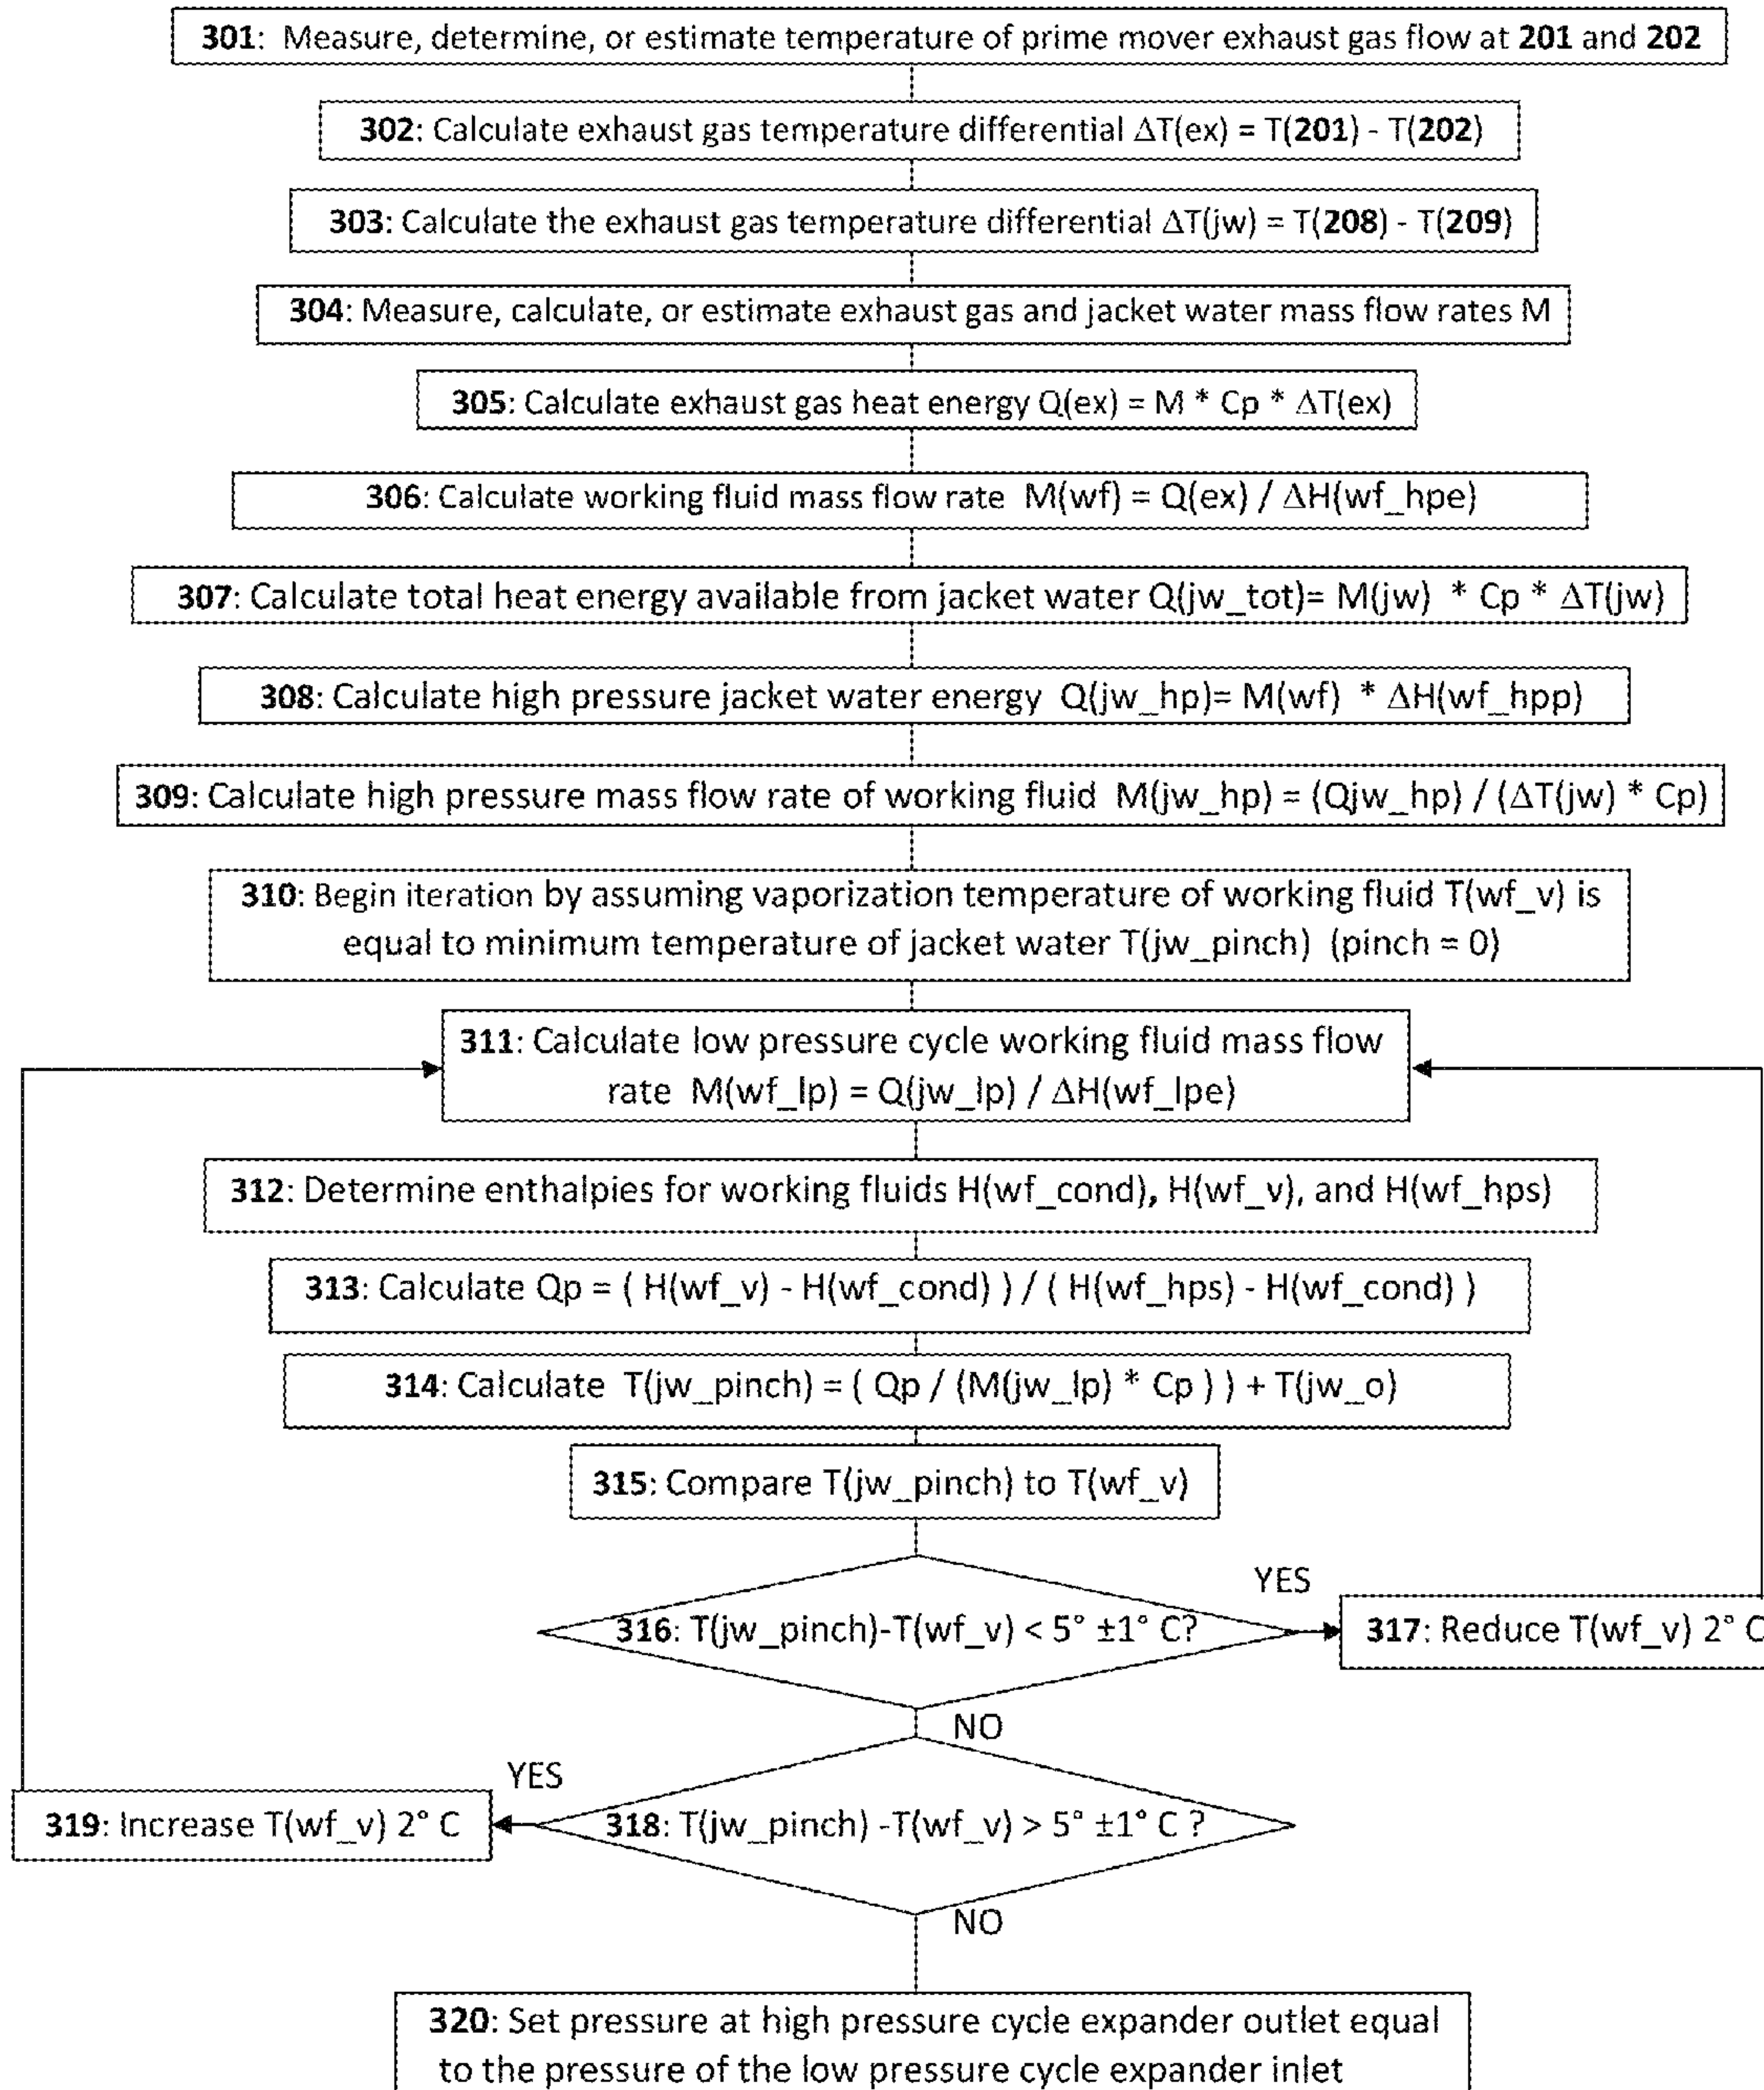 301: Measure, determine, or estimate temperature of prime mover exhaust gas flow at 201 and 202
302: Calculate exhaust gas temperature differential ΔT(ex) = T(201) - T(202)
303: Calculate the exhaust gas temperature differential ΔT(jw) = T(208) - T(209)
304: Measure, calculate, or estimate exhaust gas and jacket water mass flow rates M
305: Calculate exhaust gas heat energy Q(ex) = M * Cp * ΔT(ex)
306: Calculate working fluid mass flow rate M(wf) = Q(ex) / ΔH(wf_hpe)
307: Calculate total heat energy available from jacket water Q(jw_tot)= M(jw) * Cp * ΔT(jw)
308: Calculate high pressure jacket water energy Q(jw_hp)= M(wf) * ΔH(wf_hpp)
309: Calculate high pressure mass flow rate of working fluid M(jw_hp) = (Qjw_hp) / (ΔT(jw) * Cp)
310: Begin iteration by assuming vaporization temperature of working fluid T(wf_v) is
equal to minimum temperature of jacket water T(jw_pinch) (pinch = 0)
311: Calculate low pressure cycle working fluid mass flow
rate M(wf_lp) = Q(jw_lp) / ΔH(wf_lpe)
312: Determine enthalpies for working fluids H(wf_cond), H(wf_v), and H(wf_hps)
313: Calculate Qp = ( H(wf_v) - H(wf_cond) ) / ( H(wf_hps) - H(wf_cond) )
314: Calculate T(jw_pinch) = ( Qp / (M(jw_lp) * Cp ) ) + T(jw_o)
315: Compare T(jw_pinch) to T(wf_v)
316: T(jw_pinch)-T(wf_v) < 5° ±1° C?
YES
317: Reduce T(wf_v) 2° C
NO
318: T(jw_pinch) -T(wf_v) > 5° ±1° C ?
YES
319: Increase T(wf_v) 2° C
NO
320: Set pressure at high pressure cycle expander outlet equal
to the pressure of the low pressure cycle expander inlet